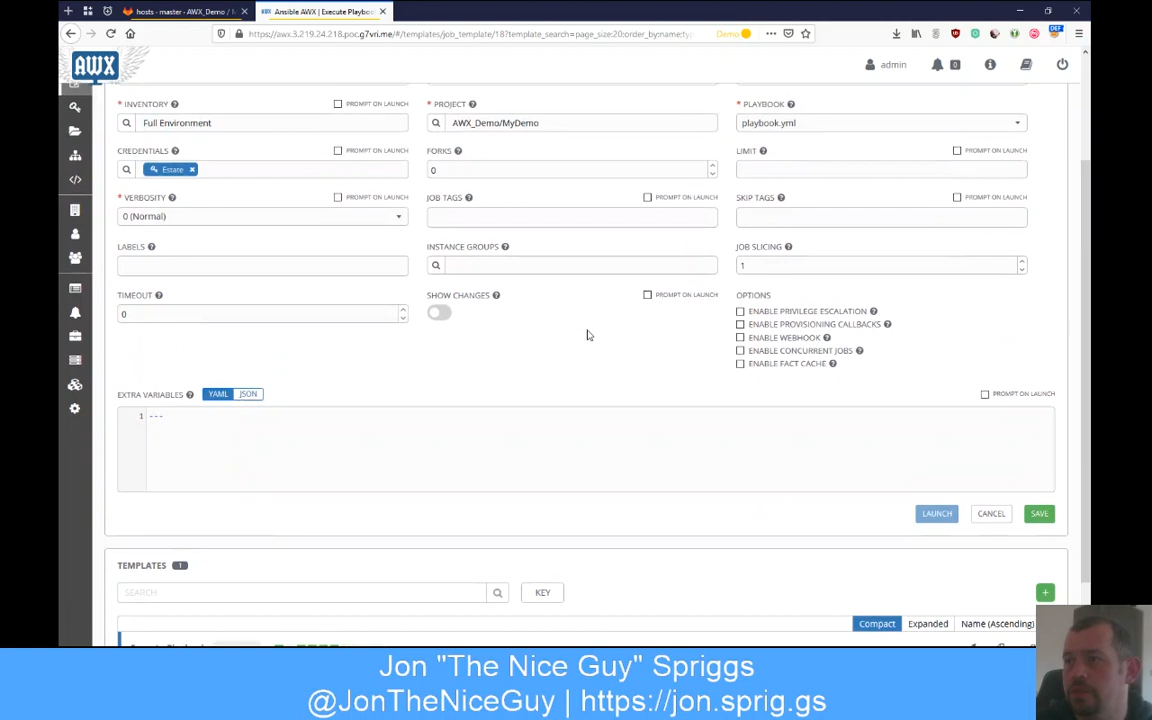 hosts - master - AWX_Demo /
Ansible AWX | Execute Playbo
https://awx.3.219.24.218.poc.g7vri.me/#/templates/job_template/18?template_search=page_size:20;order_by:name;ty
Demo
AWX
admin
0
* INVENTORY
PROMPT ON LAUNCH
* PROJECT
* PLAYBOOK
Full Environment
AWX_Demo/MyDemo
playbook.yml
CREDENTIALS
PROMPT ON LAUNCH
FORKS
LIMIT
PROMPT ON LAUNCH
Estate
0
* VERBOSITY
PROMPT ON LAUNCH
JOB TAGS
PROMPT ON LAUNCH
SKIP TAGS
PROMPT ON LAUNCH
0 (Normal)
LABELS
INSTANCE GROUPS
JOB SLICING
1
TIMEOUT
SHOW CHANGES
PROMPT ON LAUNCH
OPTIONS
0
ENABLE PRIVILEGE ESCALATION
ENABLE PROVISIONING CALLBACKS
ENABLE WEBHOOK
ENABLE CONCURRENT JOBS
ENABLE FACT CACHE
EXTRA VARIABLES
YAML
JSON
PROMPT ON LAUNCH
1
---
LAUNCH
CANCEL
SAVE
TEMPLATES
1
SEARCH
KEY
Compact
Expanded
Name (Ascending)
Jon "The Nice Guy" Spriggs
@JonTheNiceGuy | https://jon.sprig.gs